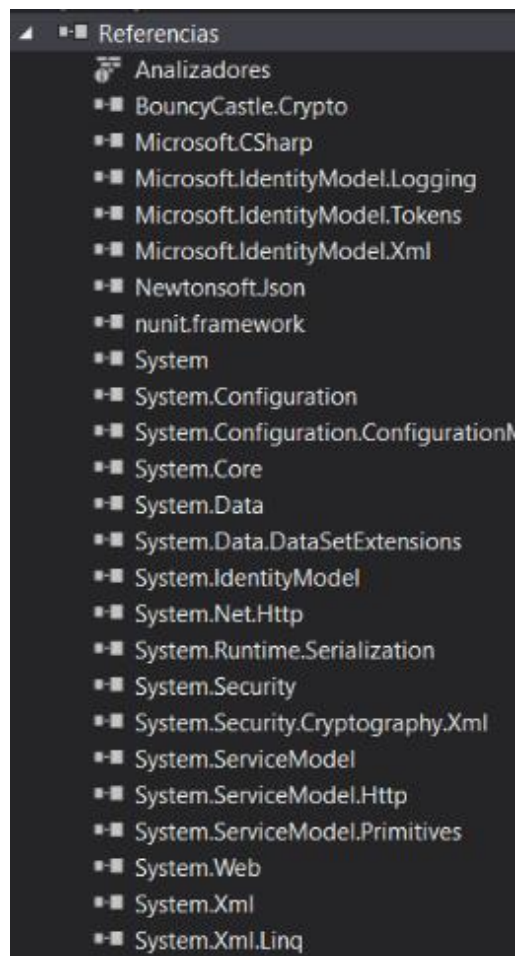 Referencias
Analizadores
BouncyCastle.Crypto
Microsoft.CSharp
Microsoft.IdentityModel.Logging
Microsoft.IdentityModel.Tokens
Microsoft.IdentityModel.Xml
Newtonsoft.Json
nunit.framework
System
System.Configuration
System.Configuration.ConfigurationM
System.Core
System.Data
System.Data.DataSetExtensions
System.IdentityModel
System.Net.Http
System.Runtime.Serialization
System.Security
System.Security.Cryptography.Xml
System.ServiceModel
System.ServiceModel.Http
System.ServiceModel.Primitives
System.Web
System.Xml
System.Xml.Linq